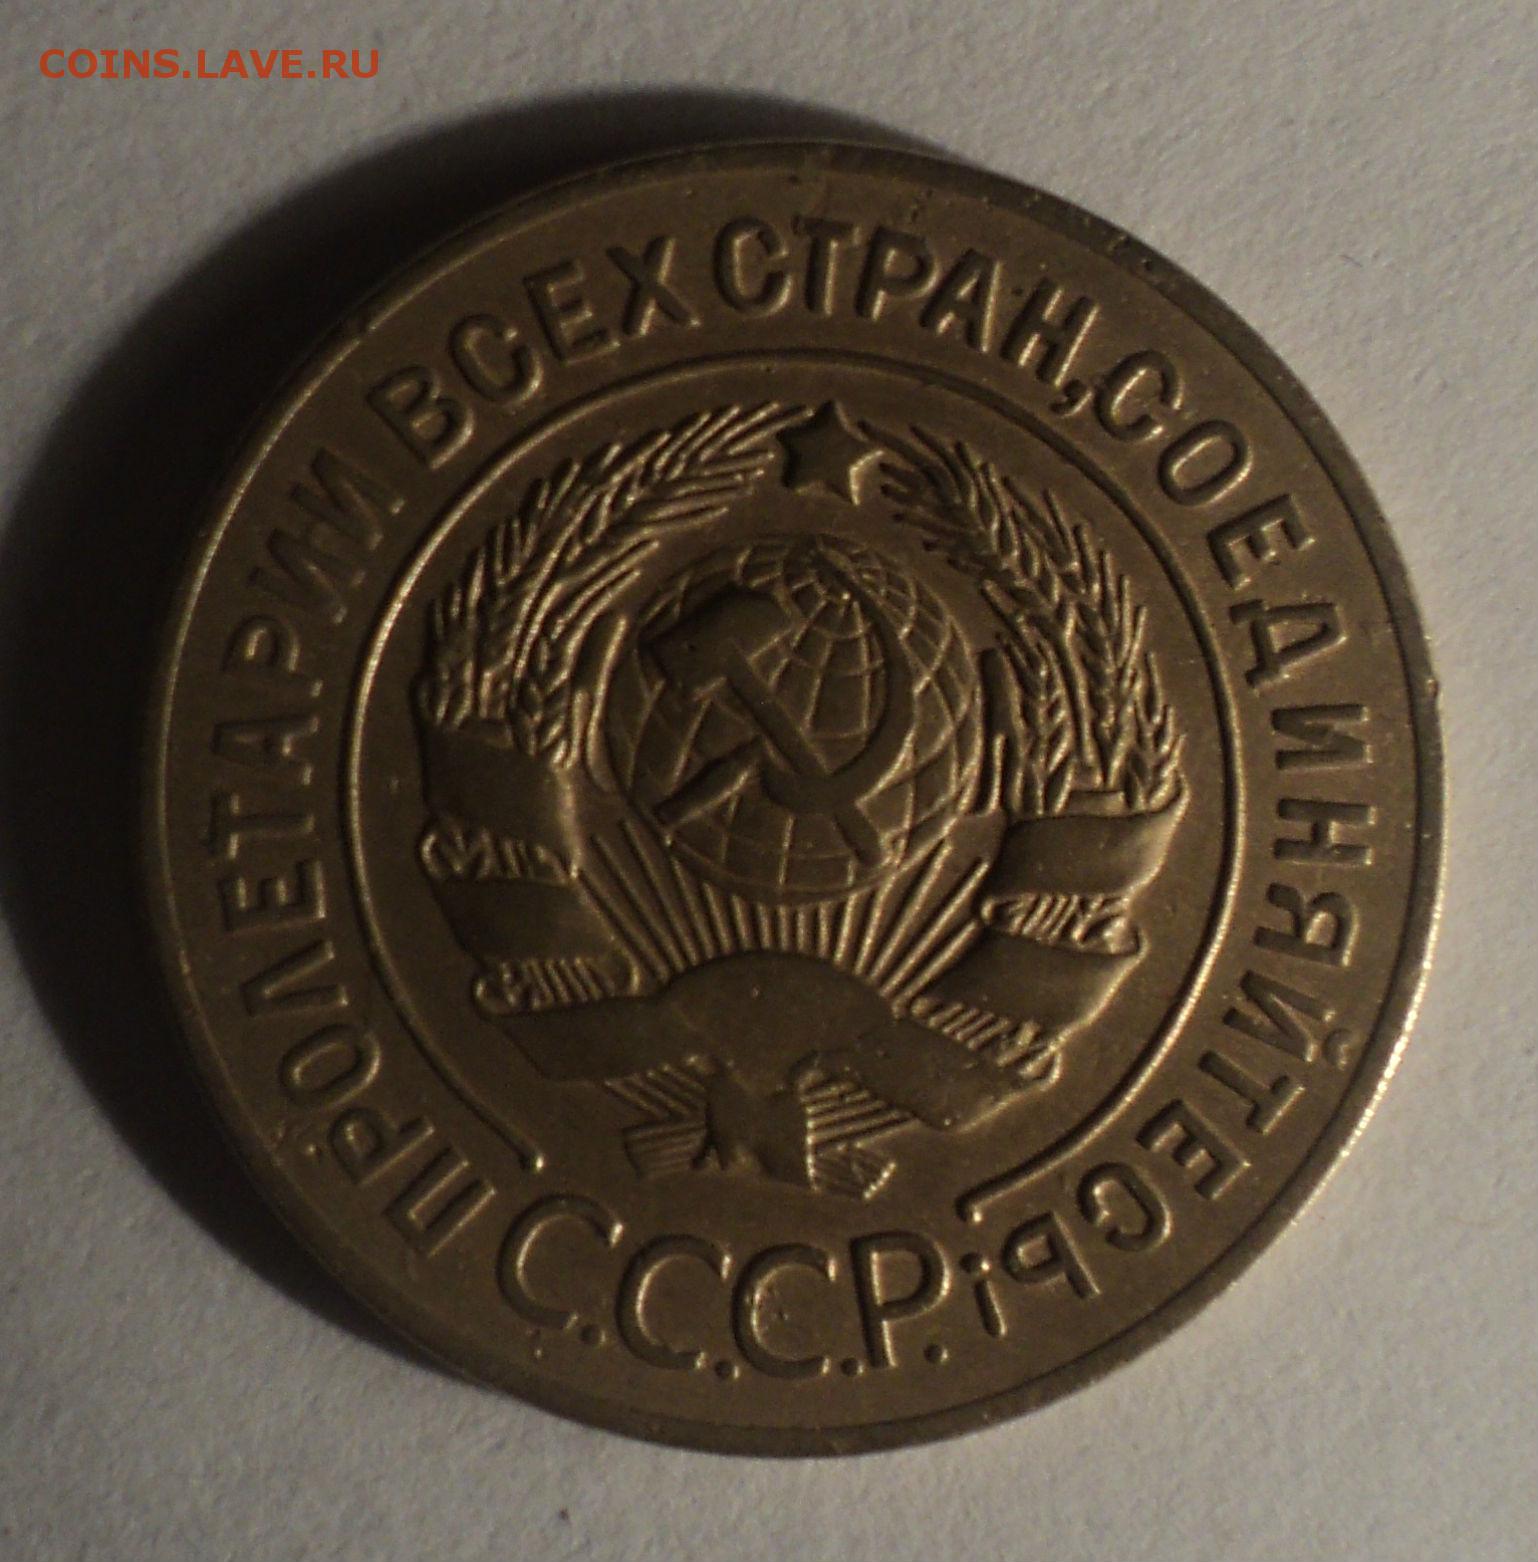 COINS.LAVE.RU
ПРОЛЕТАРИИ ВСЕХ СТРАН, СОЕДИНЯЙТЕСЬ!
С.С.С.Р.